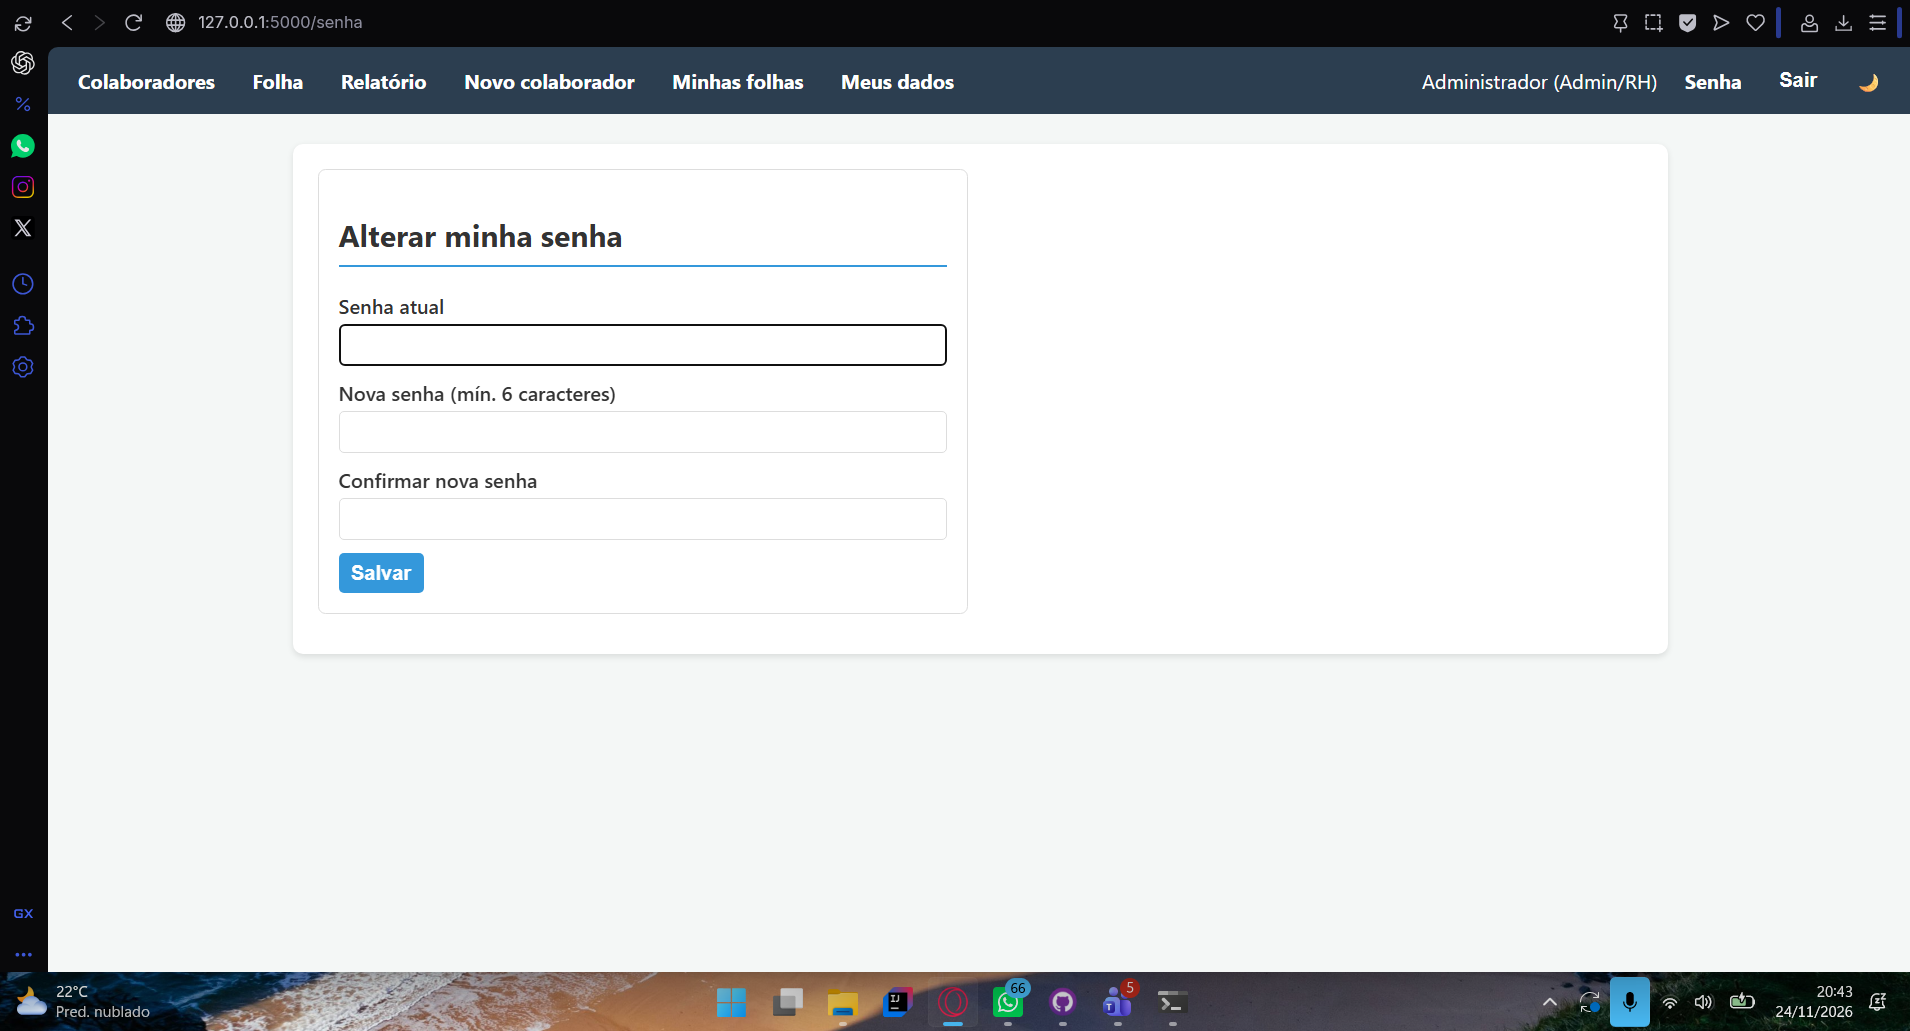 127.0.0.1:5000/senha
Colaboradores Folha Relatório Novo colaborador Minhas folhas Meus dados Administrador (Admin/RH) Senha Sair
Alterar minha senha
Senha atual
Nova senha (mín. 6 caracteres)
Confirmar nova senha
Salvar
GX
22°C
Pred. nublado
IJ
66
T
5
20:43
24/11/2026